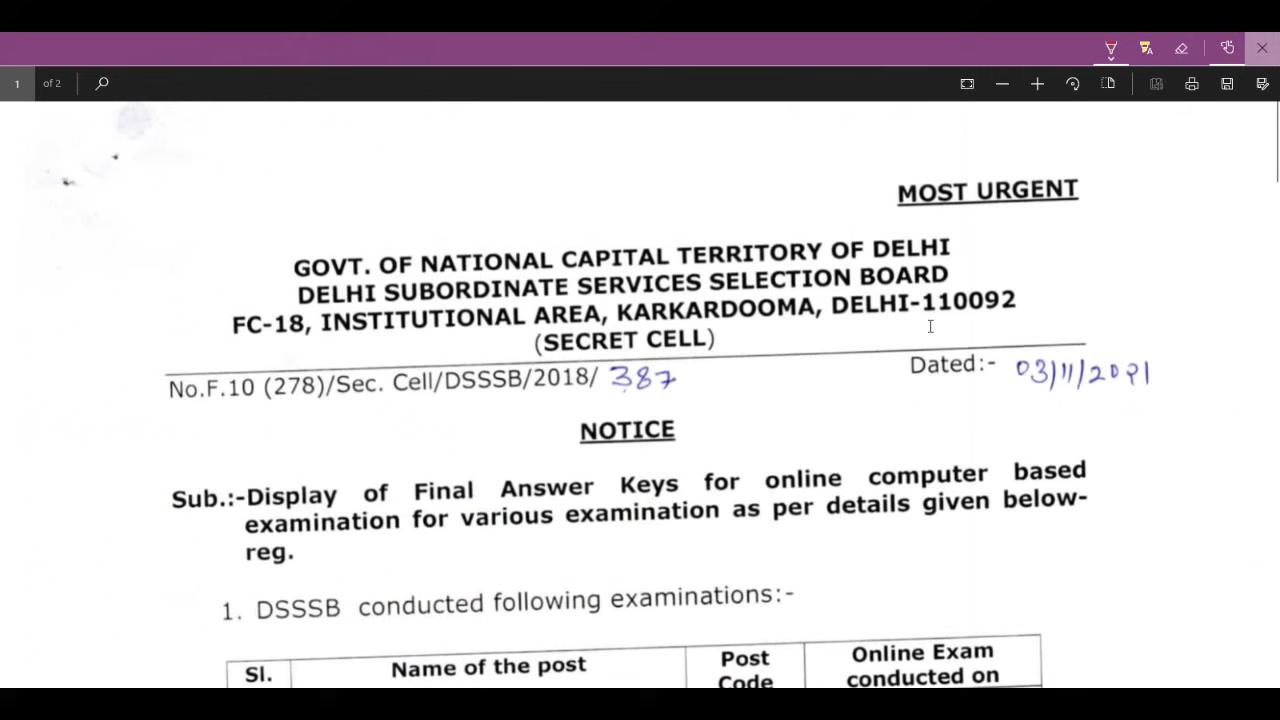 1 of 2
MOST URGENT
GOVT. OF NATIONAL CAPITAL TERRITORY OF DELHI
DELHI SUBORDINATE SERVICES SELECTION BOARD
FC-18, INSTITUTIONAL AREA, KARKARDOOMA, DELHI-110092
(SECRET CELL)
No.F.10 (278)/Sec. Cell/DSSSB/2018/ 387 Dated:- 03/11/2021
NOTICE
Sub.:-Display of Final Answer Keys for online computer based
examination for various examination as per details given below-
reg.
1. DSSSB conducted following examinations:-
Sl. Name of the post Post Code Online Exam conducted on